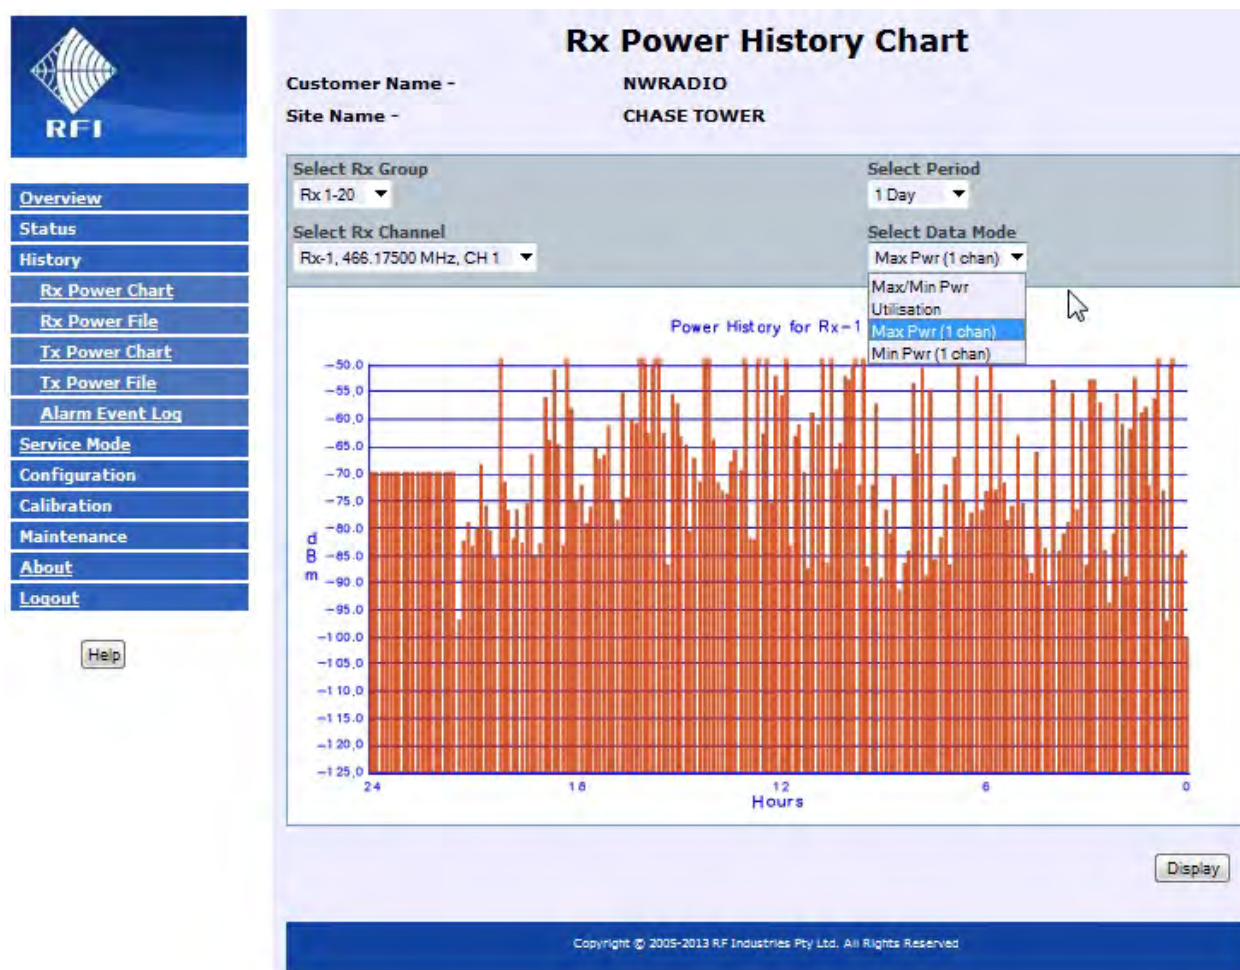 RFI
Rx Power History Chart
Customer Name - NWRADIO
Site Name - CHASE TOWER
Overview
Status
History
Rx Power Chart
Rx Power File
Tx Power Chart
Tx Power File
Alarm Event Log
Service Mode
Configuration
Calibration
Maintenance
About
Logout
Help
Select Rx Group
Rx 1-20
Select Period
1 Day
Select Rx Channel
Rx-1, 466.17500 MHz, CH 1
Select Data Mode
Max Pwr (1 chan)
Max/Min Pwr
Utilisation
Max Pwr (1 chan)
Min Pwr (1 chan)
Power History for Rx-1
-50.0
-55.0
-60.0
-65.0
-70.0
-75.0
-80.0
-85.0
-90.0
-95.0
-100.0
-105.0
-110.0
-115.0
-120.0
-125.0
dBm
24 18 12 6 0
Hours
Display
Copyright © 2005-2013 RF Industries Pty Ltd. All Rights Reserved